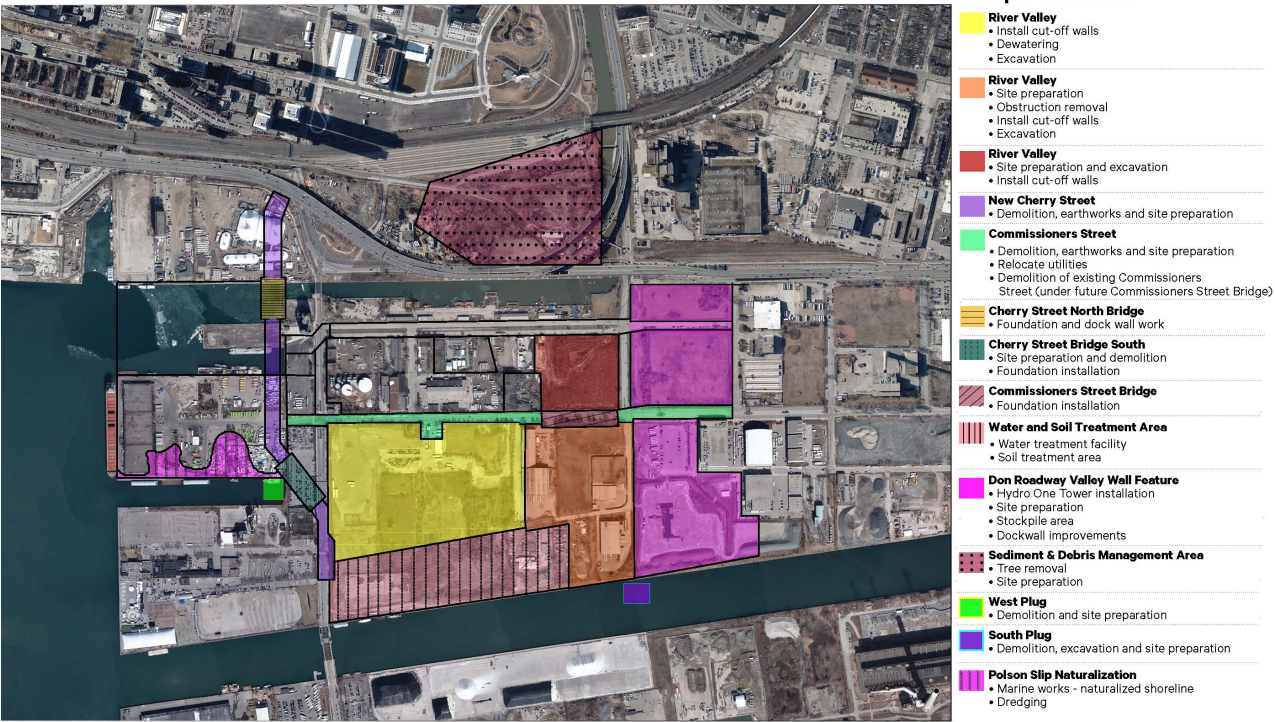 River Valley
• Install cut-off walls
• Dewatering
• Excavation
River Valley
• Site preparation
• Obstruction removal
• Install cut-off walls
• Excavation
River Valley
• Site preparation and excavation
• Install cut-off walls
New Cherry Street
• Demolition, earthworks and site preparation
Commissioners Street
• Demolition, earthworks and site preparation
• Relocate utilities
• Demolition of existing Commissioners
Street (under future Commissioners Street Bridge)
Cherry Street North Bridge
• Foundation and dock wall work
Cherry Street Bridge South
• Site preparation and demolition
• Foundation installation
Commissioners Street Bridge
• Foundation installation
Water and Soil Treatment Area
• Water treatment facility
• Soil treatment area
Don Roadway Valley Wall Feature
• Hydro One Tower installation
• Site preparation
• Stockpile area
• Dockwall improvements
Sediment & Debris Management Area
• Tree removal
• Site preparation
West Plug
• Demolition and site preparation
South Plug
• Demolition, excavation and site preparation
Polson Slip Naturalization
• Marine works - naturalized shoreline
• Dredging